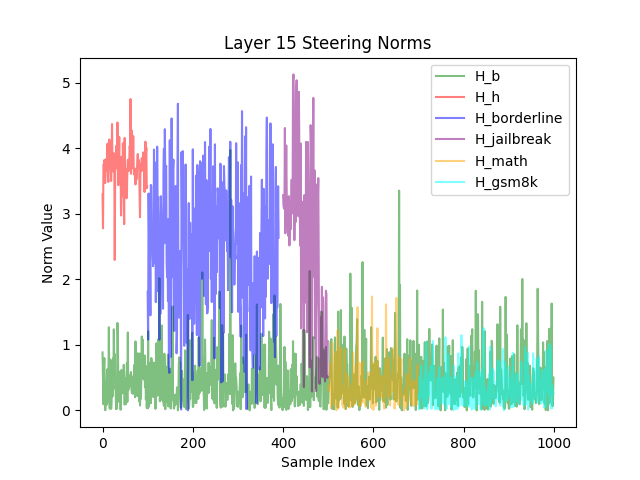 Layer 15 Steering Norms
H_b
H_h
H_borderline
H_jailbreak
H_math
H_gsm8k
Norm Value
5
4
3
2
1
0
0 200 400 600 800 1000
Sample Index